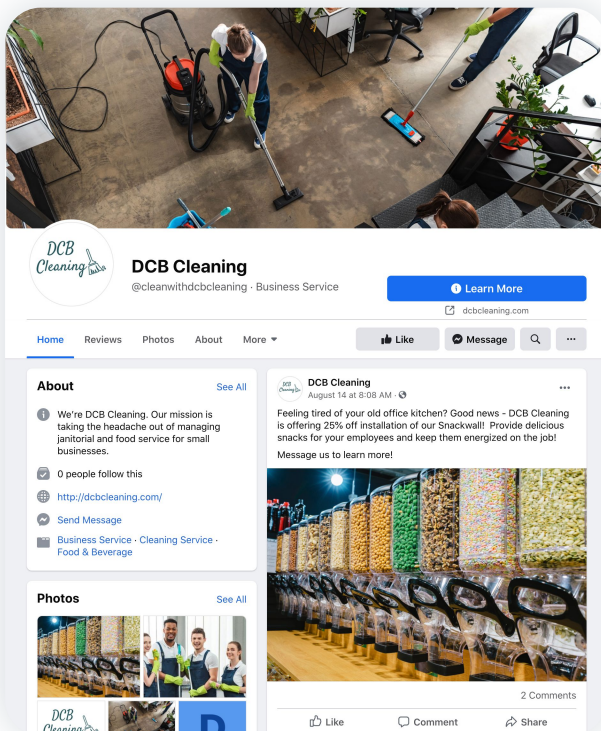 DCB
Cleaning
DCB Cleaning
@cleanwithdcbcleaning · Business Service
Learn More
dcbcleaning.com
Home
Reviews
Photos
About
More
Like
Message
About
See All
We're DCB Cleaning. Our mission is
taking the headache out of managing
janitorial and food service for small
businesses.
0 people follow this
http://dcbcleaning.com/
Send Message
Business Service · Cleaning Service ·
Food & Beverage
Photos
See All
DCB
Cleaning
D
DCB
Cleaning
DCB Cleaning
August 14 at 8:08 AM ·
Feeling tired of your old office kitchen? Good news - DCB Cleaning
is offering 25% off installation of our Snackwall! Provide delicious
snacks for your employees and keep them energized on the job!
Message us to learn more!
2 Comments
Like
Comment
Share